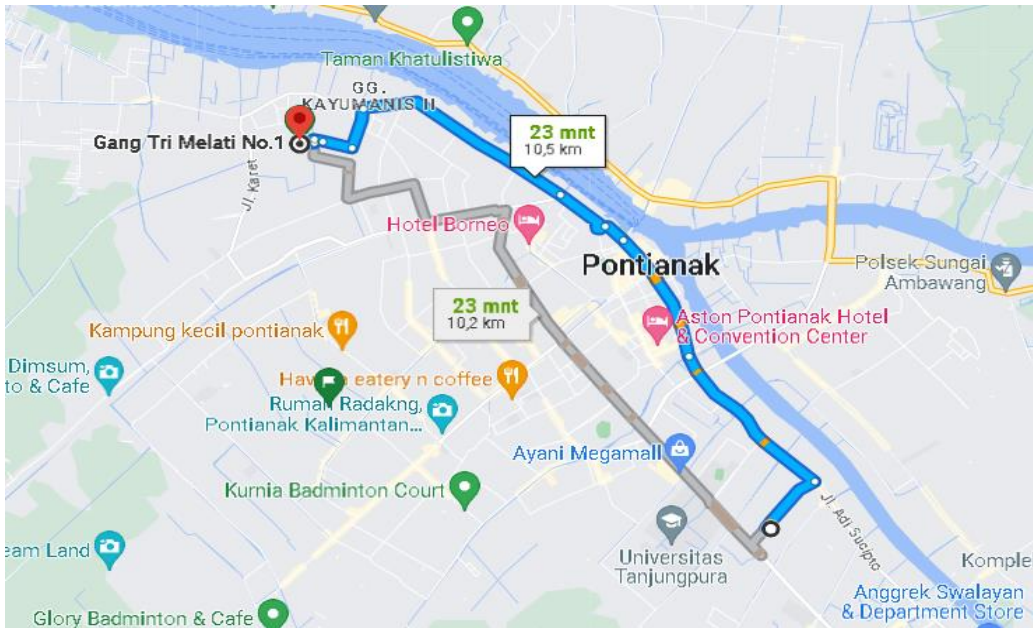 Taman Khatulistiwa
GG.
KAYUMANIS II
Gang Tri Melati No.1
23 mnt
10,5 km
Jl. Karet
Hotel Borneo
Pontianak
Polsek Sungai
Ambawang
23 mnt
10,2 km
Kampung kecil pontianak
Aston Pontianak Hotel
& Convention Center
Dimsum,
to & Cafe
eatery n coffee
Rumah Radakng,
Pontianak Kalimantan...
Ayani Megamall
Kurnia Badminton Court
Jl. Adi Sucipto
Universitas
Tanjungpura
eam Land
Komple
Anggrek Swalayan
& Department Store
Glory Badminton & Cafe